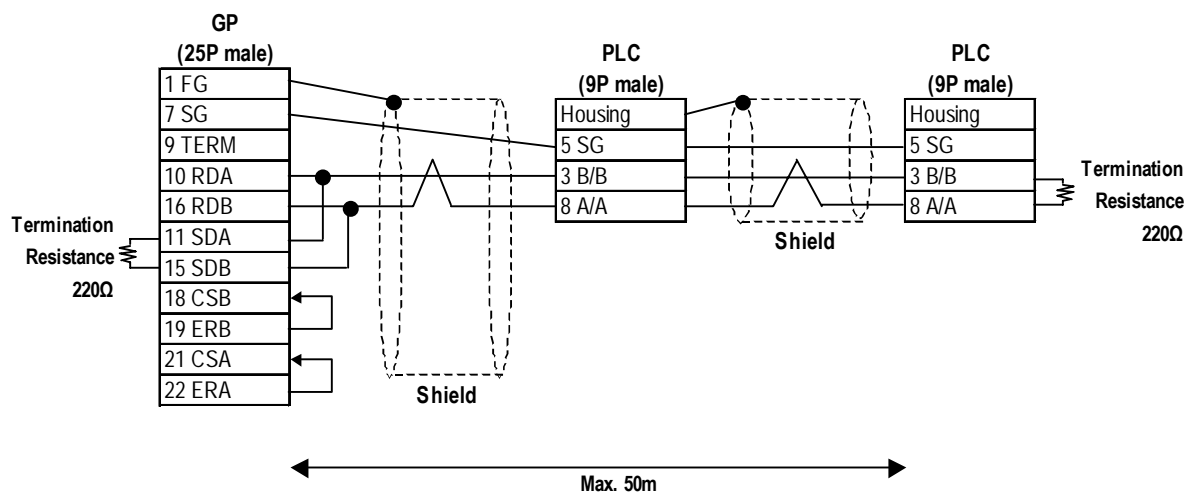 GP
(25P male)
1 FG
7 SG
9 TERM
10 RDA
16 RDB
11 SDA
15 SDB
18 CSB
19 ERB
21 CSA
22 ERA
Termination
Resistance
220Ω
Shield
PLC
(9P male)
Housing
5 SG
3 B/B
8 A/A
Shield
PLC
(9P male)
Housing
5 SG
3 B/B
8 A/A
Termination
Resistance
220Ω
Max. 50m